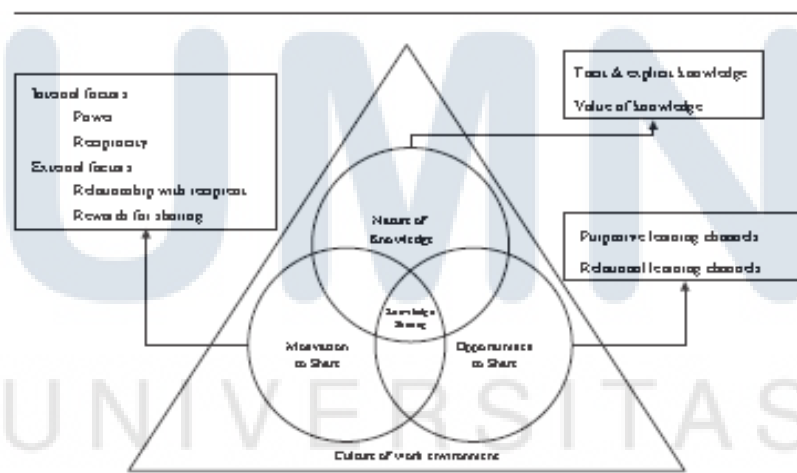 UMN
UNIVERSITAS
Internal factors
Power
Reciprocity
External factors
Relationship with recipient
Rewards for sharing
Tacit & explicit knowledge
Value of knowledge
Nature of
Knowledge
Purposive learning channels
Relational learning channels
Knowledge
Sharing
Motivation
to Share
Opportunities
to Share
Culture of work environment